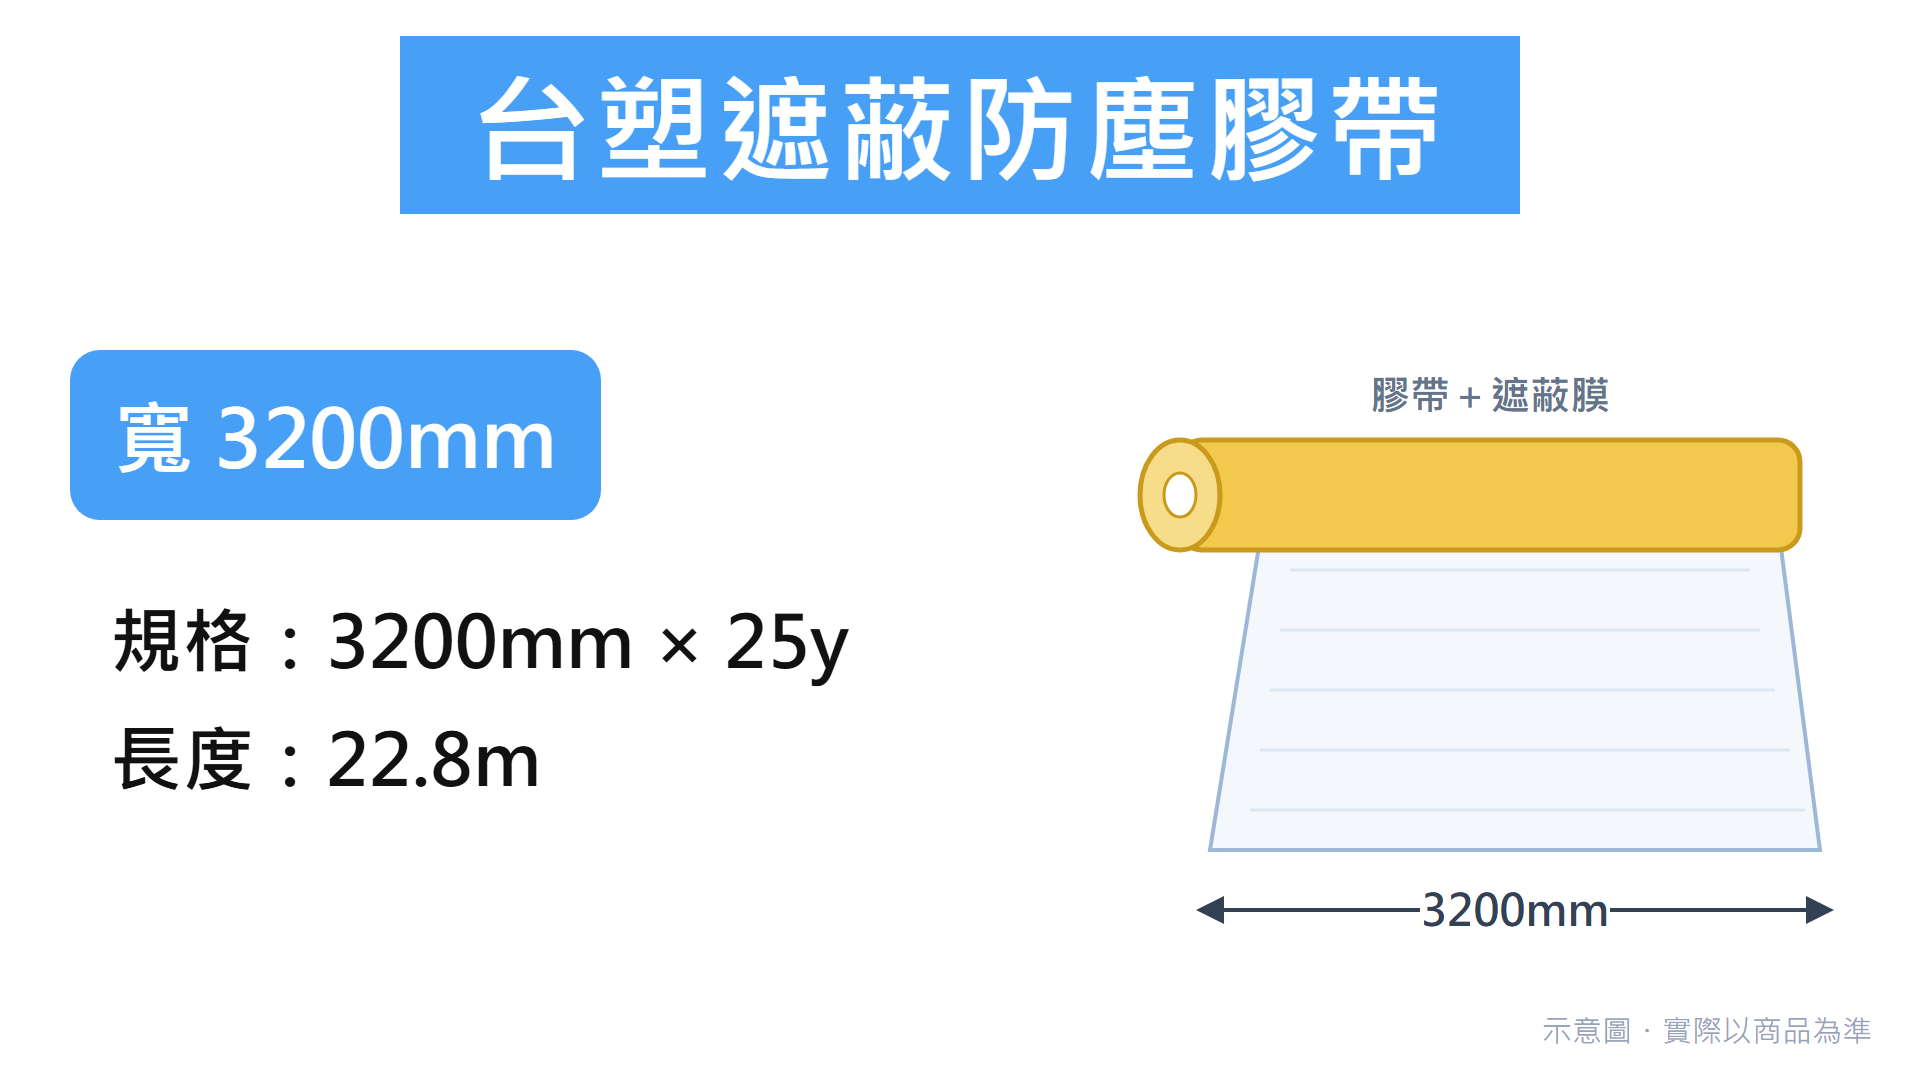 台塑遮蔽防塵膠帶
寬 3200mm
規格：3200mm × 25y
長度：22.8m
膠帶 + 遮蔽膜
3200mm
示意圖・實際以商品為準